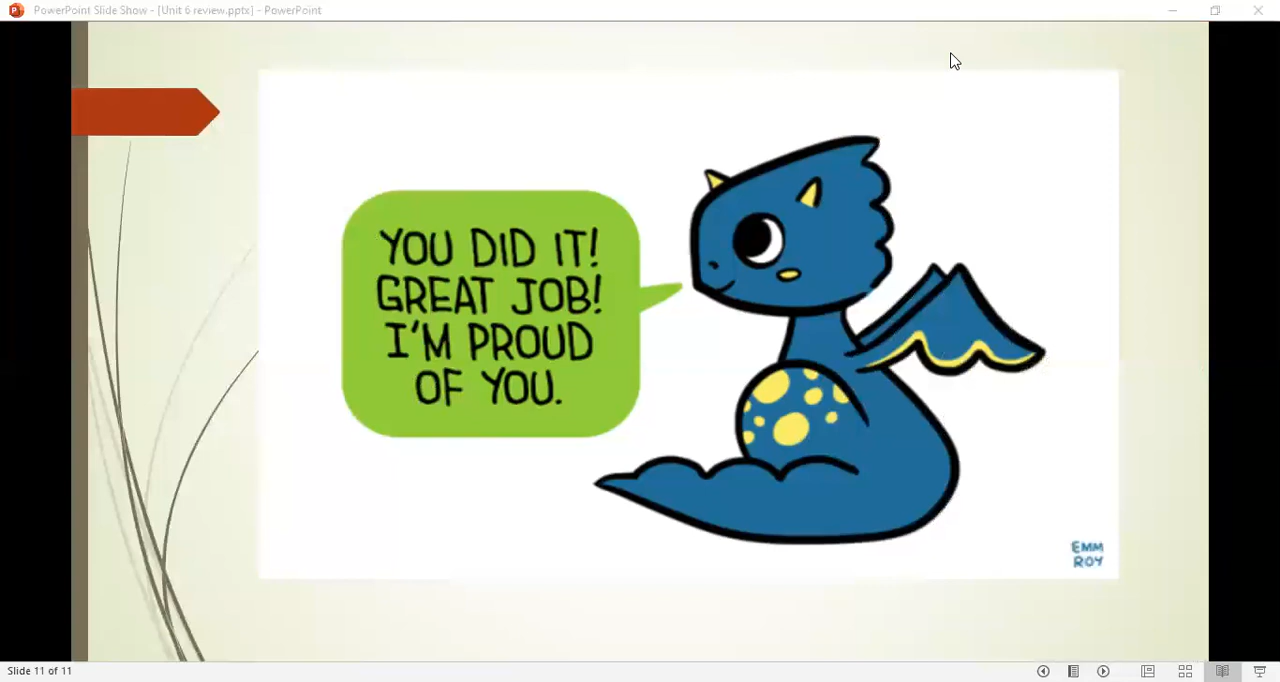 PowerPoint Slide Show - [Unit 6 review.pptx] - PowerPoint
YOU DID IT!
GREAT JOB!
I'M PROUD
OF YOU.
EMM
ROY
Slide 11 of 11